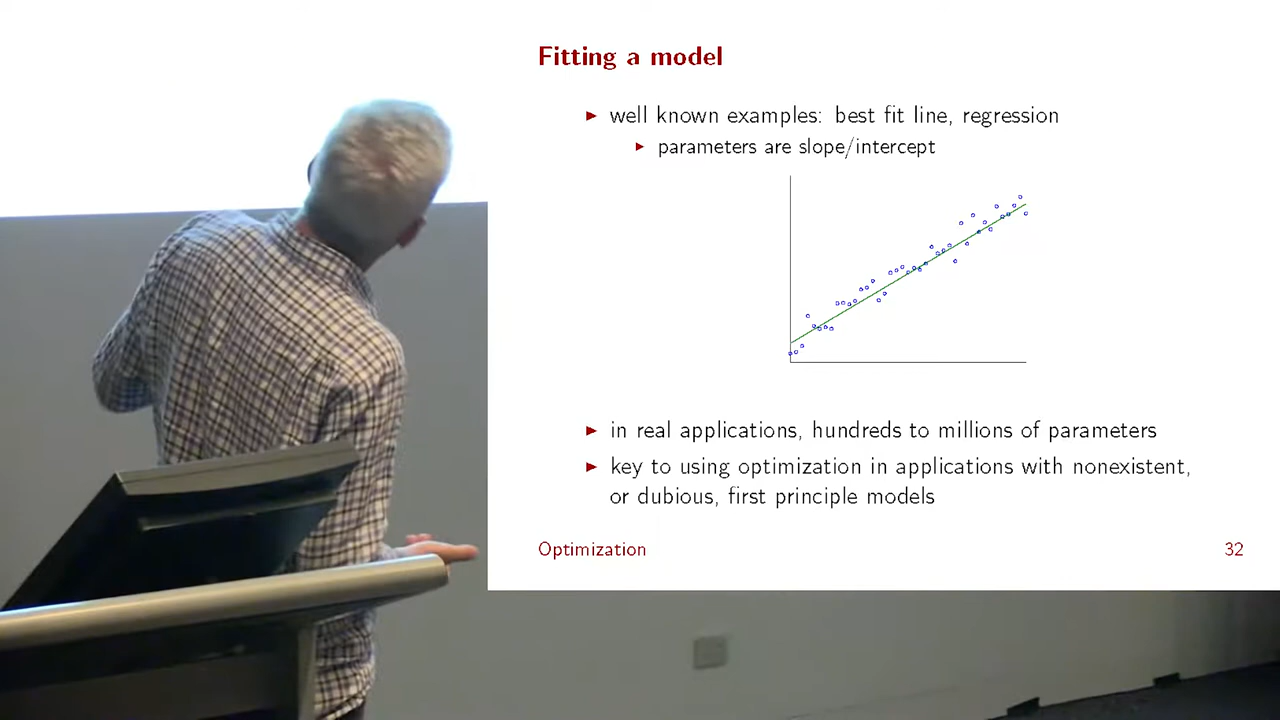 Fitting a model
▶ well known examples: best fit line, regression
▶ parameters are slope/intercept
▶ in real applications, hundreds to millions of parameters
▶ key to using optimization in applications with nonexistent,
or dubious, first principle models
Optimization 32